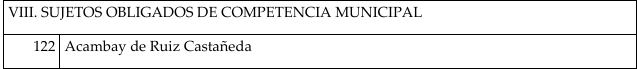 VIII. SUJETOS OBLIGADOS DE COMPETENCIA MUNICIPAL
122 Acambay de Ruiz Castañeda